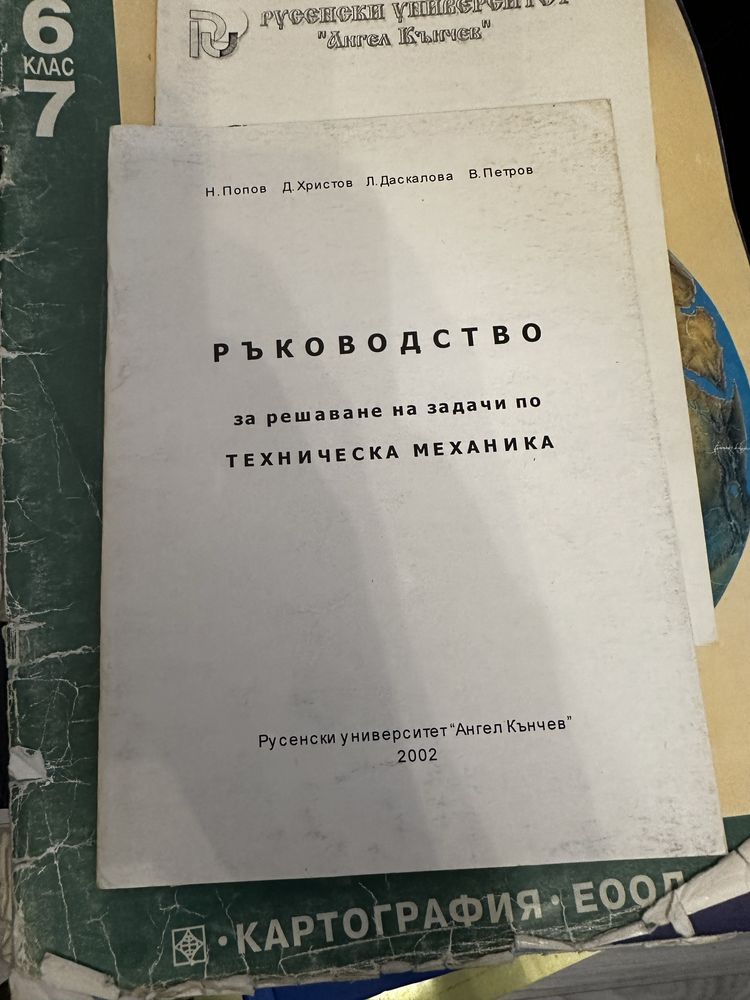 6
КЛАС
7
РУСЕНСКИ УНИВЕРСИТЕТ
"Ангел Кънчев"
Н.Попов Д.Христов Л.Даскалова В.Петров
РЪКОВОДСТВО
за решаване на задачи по
ТЕХНИЧЕСКА МЕХАНИКА
Русенски университет “Ангел Кънчев”
2002
· КАРТОГРАФИЯ · ЕООД